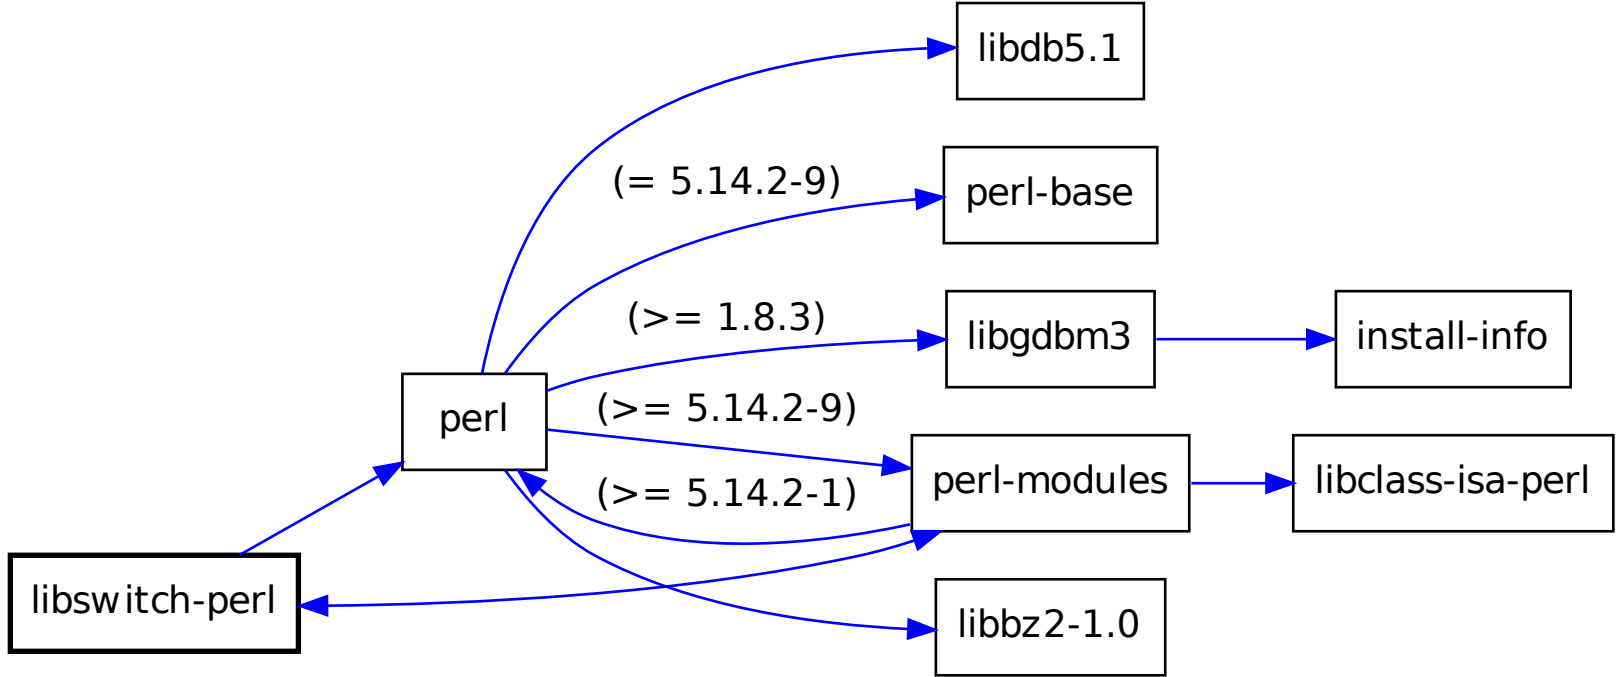 libdb5.1
(= 5.14.2-9)
perl-base
(>= 1.8.3)
libgdbm3
install-info
(>= 5.14.2-9)
perl
perl-modules
libclass-isa-perl
(>= 5.14.2-1)
libswitch-perl
libbz2-1.0